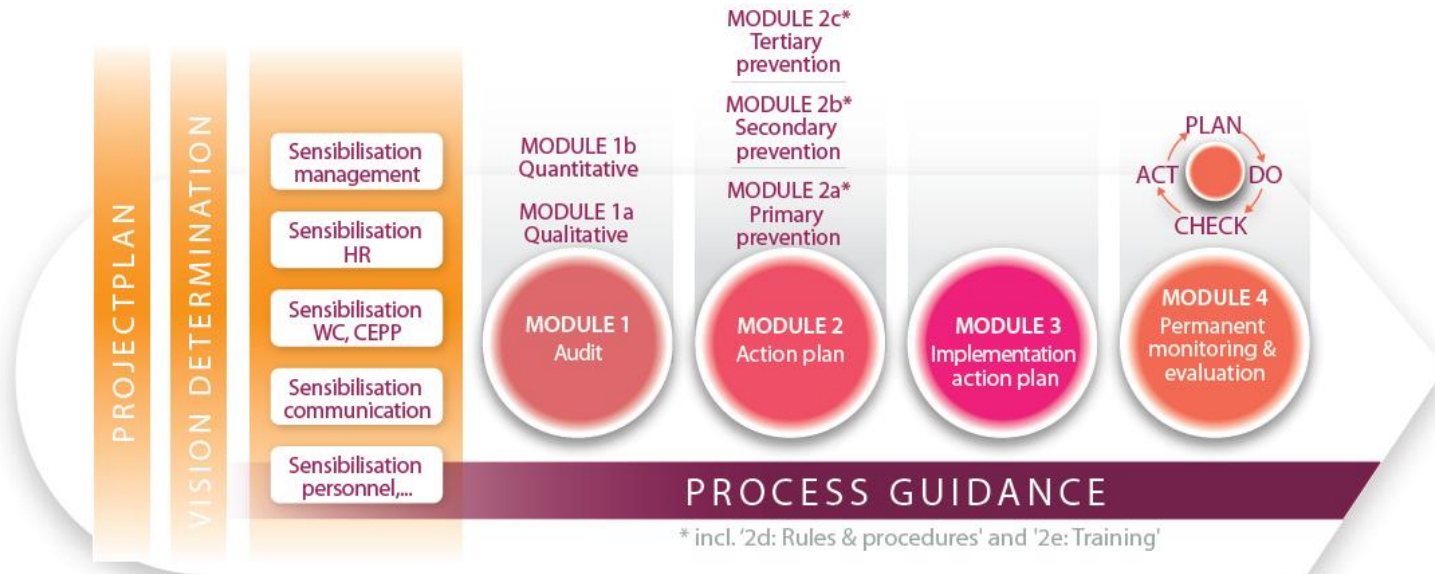 PROJECTPLAN
VISION DETERMINATION
Sensibilisation
management
Sensibilisation
HR
Sensibilisation
WC, CEPP
Sensibilisation
communication
Sensibilisation
personnel,...
MODULE 1b
Quantitative
MODULE 1a
Qualitative
MODULE 1
Audit
MODULE 2c*
Tertiary
prevention
MODULE 2b*
Secondary
prevention
MODULE 2a*
Primary
prevention
MODULE 2
Action plan
MODULE 3
Implementation
action plan
PLAN
ACT
DO
CHECK
MODULE 4
Permanent
monitoring &
evaluation
PROCESS GUIDANCE
* incl. '2d: Rules & procedures' and '2e: Training'